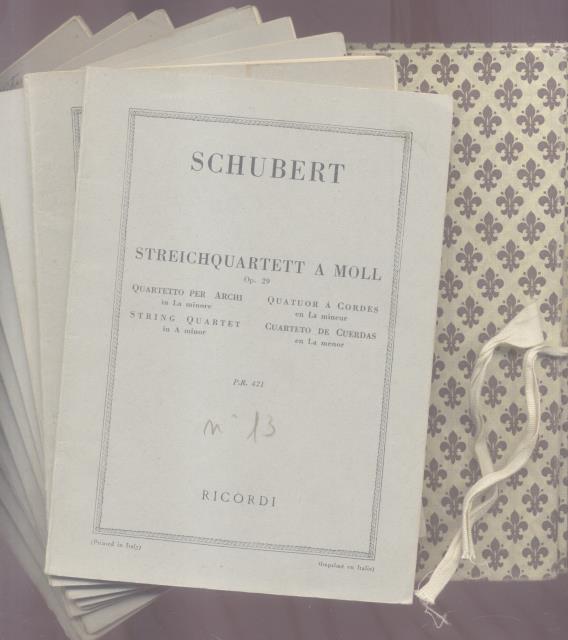 SCHUBERT
STREICHQUARTETT A MOLL
Op. 29
QUARTETTO PER ARCHI
in La minore
STRING QUARTET
in A minor
QUATUOR A CORDES
en La mineur
CUARTETO DE CUERDAS
en La menor
P.R. 421
n° 13
RICORDI
(Printed in Italy)
(Imprimé en Italie)